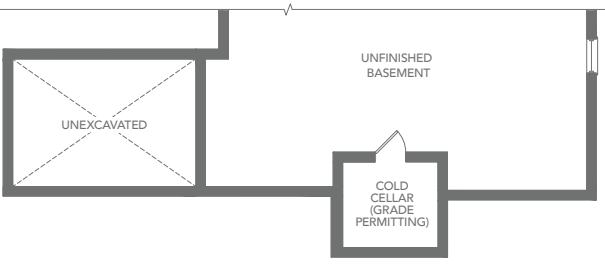 UNFINISHED
BASEMENT
UNEXCAVATED
COLD
CELLAR
(GRADE
PERMITTING)